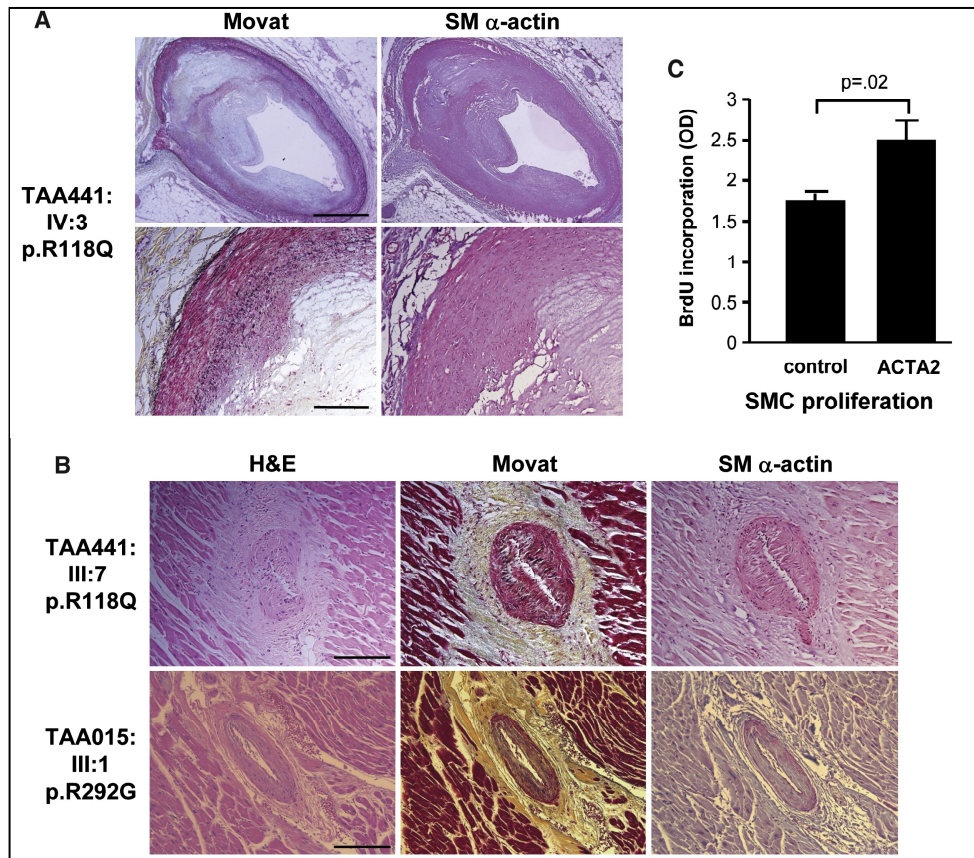 A
Movat
SM α-actin
TAA441:
IV:3
p.R118Q
C
p=.02
BrdU incorporation (OD)
3
2.5
2
1.5
1
0.5
0
control
ACTA2
SMC proliferation
B
H&E
Movat
SM α-actin
TAA441:
III:7
p.R118Q
TAA015:
III:1
p.R292G